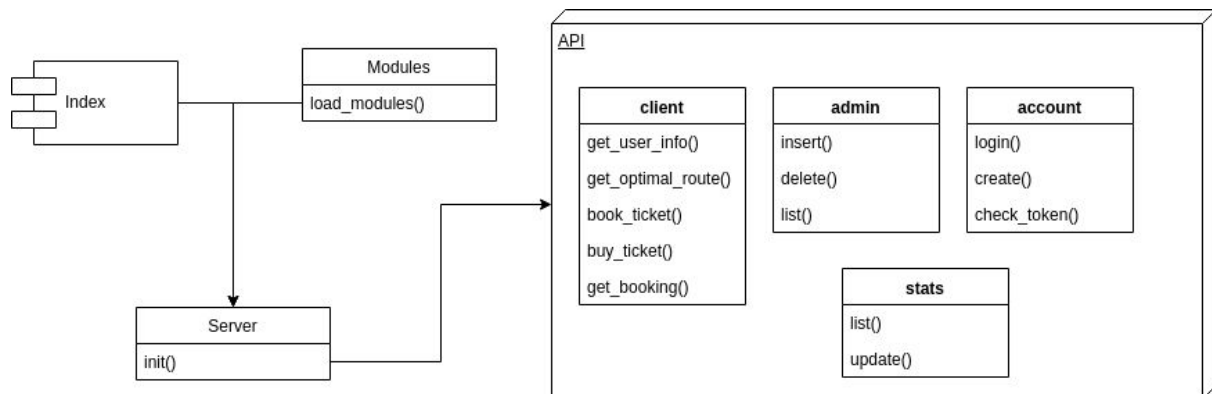 Index
Modules
load_modules()
Server
init()
API
client
get_user_info()
get_optimal_route()
book_ticket()
buy_ticket()
get_booking()
admin
insert()
delete()
list()
account
login()
create()
check_token()
stats
list()
update()